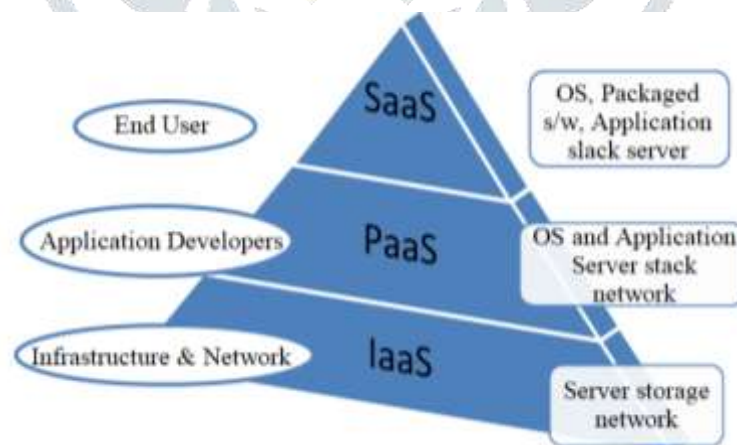 SaaS
End User
OS, Packaged
s/w, Application
slack server
PaaS
Application Developers
OS and Application
Server stack
network
IaaS
Infrastructure & Network
Server storage
network